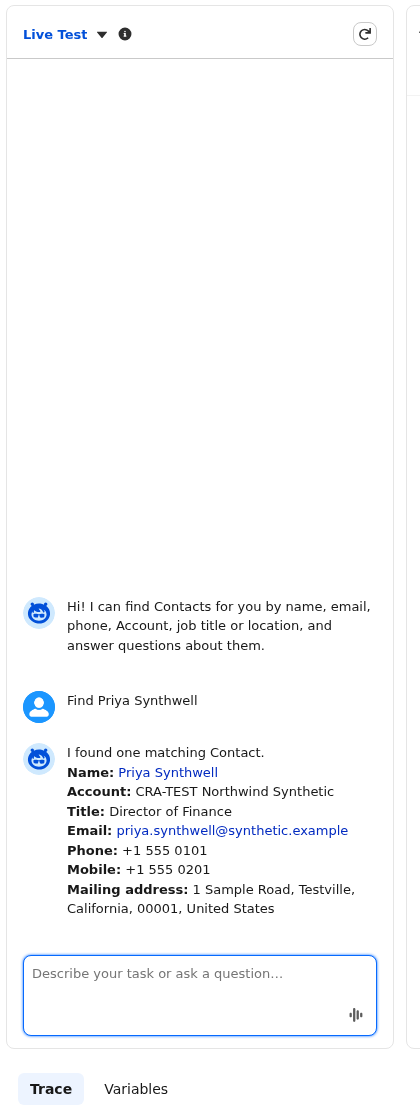 Live Test
Hi! I can find Contacts for you by name, email,
phone, Account, job title or location, and
answer questions about them.
Find Priya Synthwell
I found one matching Contact.
Name: Priya Synthwell
Account: CRA-TEST Northwind Synthetic
Title: Director of Finance
Email: priya.synthwell@synthetic.example
Phone: +1 555 0101
Mobile: +1 555 0201
Mailing address: 1 Sample Road, Testville,
California, 00001, United States
Describe your task or ask a question...
Trace Variables